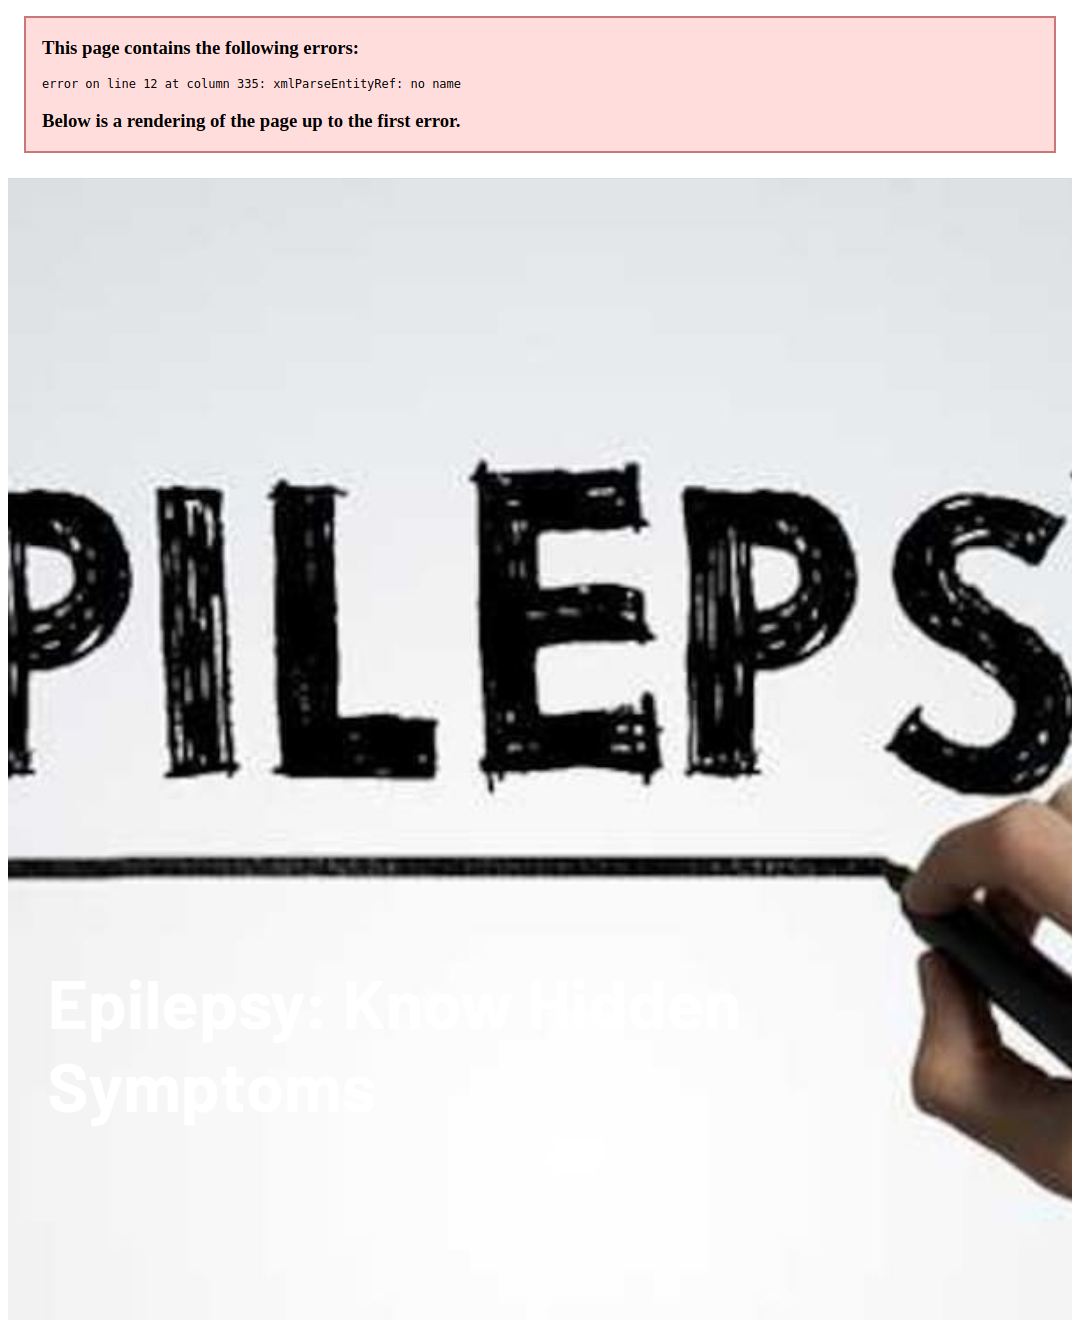 This page contains the following errors:
error on line 12 at column 335: xmlParseEntityRef: no name
Below is a rendering of the page up to the first error.
PILEPS
Epilepsy: Know Hidden
Symptoms